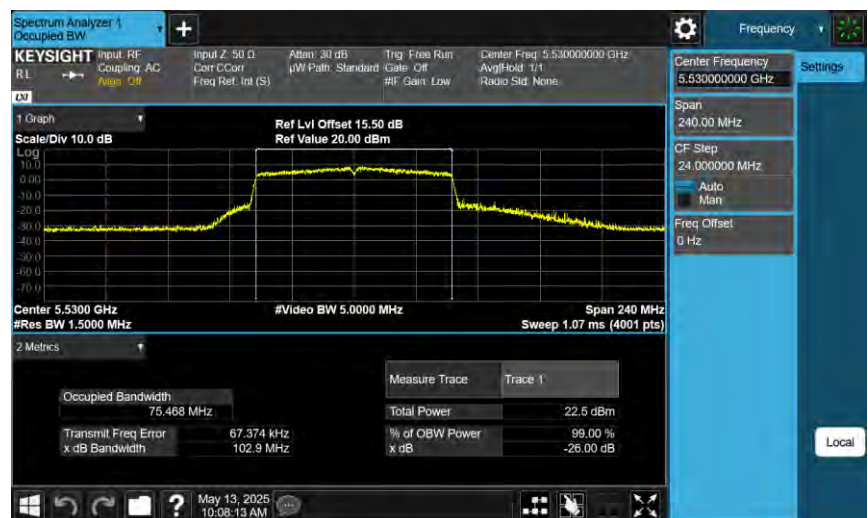 Spectrum Analyzer 1
Occupied BW
+
Frequency
KEYSIGHT
RL
LXI
Input: RF
Coupling: AC
Align: Off
Input Z: 50 Ω
Corr CCorr
Freq Ref: Int (S)
Atten: 30 dB
µW Path: Standard
Trig: Free Run
Gate: Off
#IF Gain: Low
Center Freq: 5.530000000 GHz
Avg|Hold: 1/1
Radio Std: None
Center Frequency
5.530000000 GHz
Settings
Span
240.00 MHz
CF Step
24.000000 MHz
Auto
Man
Freq Offset
0 Hz
1 Graph
Scale/Div 10.0 dB
Ref Lvl Offset 15.50 dB
Ref Value 20.00 dBm
Log
10.0
0.00
-10.0
-20.0
-30.0
-40.0
-50.0
-60.0
-70.0
Center 5.5300 GHz
#Video BW 5.0000 MHz
Span 240 MHz
#Res BW 1.5000 MHz
Sweep 1.07 ms (4001 pts)
2 Metrics
Measure Trace
Trace 1
Occupied Bandwidth
75.468 MHz
Total Power
22.5 dBm
Transmit Freq Error
67.374 kHz
% of OBW Power
99.00 %
x dB Bandwidth
102.9 MHz
x dB
-26.00 dB
Local
?
May 13, 2025
10:08:13 AM